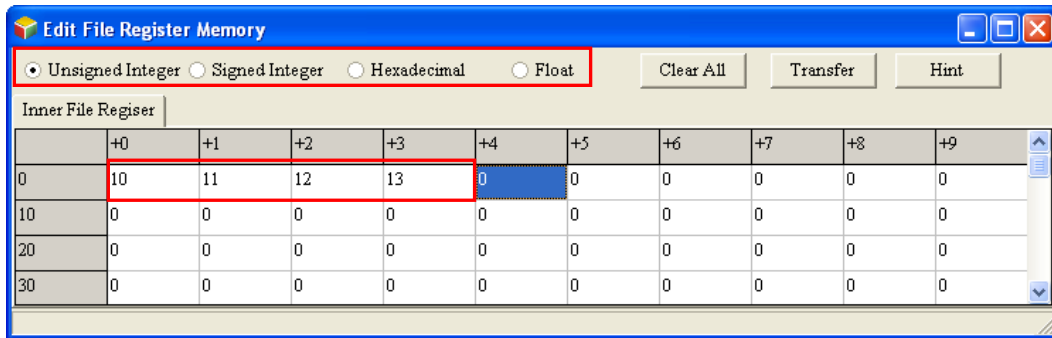 Edit File Register Memory
Unsigned Integer Signed Integer Hexadecimal Float Clear All Transfer Hint
Inner File Regiser
+0 +1 +2 +3 +4 +5 +6 +7 +8 +9
0 10 11 12 13 0 0 0 0 0 0
10 0 0 0 0 0 0 0 0 0 0
20 0 0 0 0 0 0 0 0 0 0
30 0 0 0 0 0 0 0 0 0 0